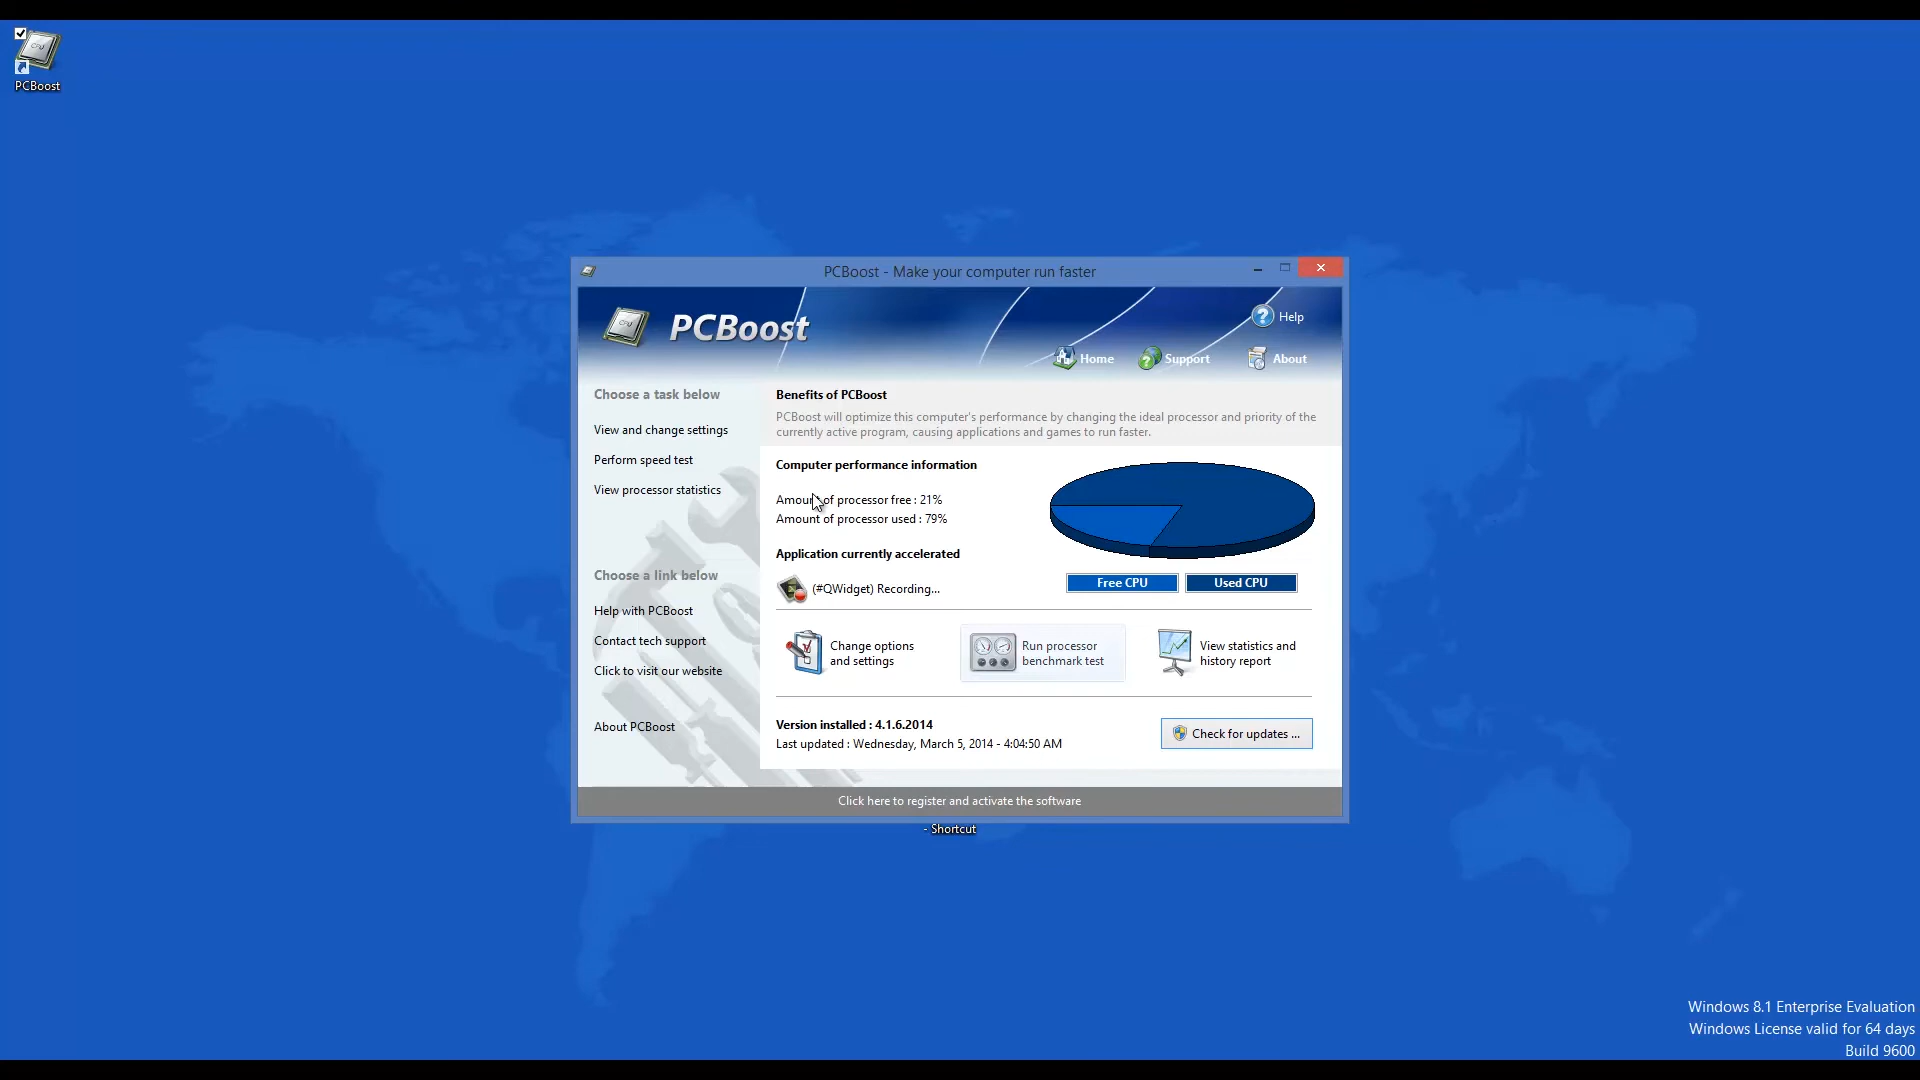 PCBoost
PCBoost - Make your computer run faster
CPU
PCBoost
Help
Home
Support
About
Choose a task below
View and change settings
Perform speed test
View processor statistics
Choose a link below
Help with PCBoost
Contact tech support
Click to visit our website
About PCBoost
Benefits of PCBoost
PCBoost will optimize this computer's performance by changing the ideal processor and priority of the
currently active program, causing applications and games to run faster.
Computer performance information
Amount of processor free : 21%
Amount of processor used : 79%
Application currently accelerated
(#QWidget) Recording...
Free CPU
Used CPU
Change options
and settings
Run processor
benchmark test
View statistics and
history report
Version installed : 4.1.6.2014
Last updated : Wednesday, March 5, 2014 - 4:04:50 AM
Check for updates ...
Click here to register and activate the software
- Shortcut
Windows 8.1 Enterprise Evaluation
Windows License valid for 64 days
Build 9600